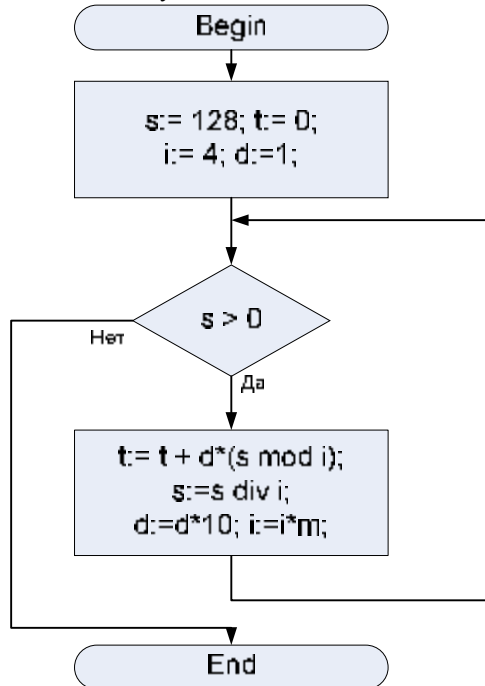 Begin
s:= 128; t:= 0;
i:= 4; d:=1;
s > 0
Нет
Да
t:= t + d*(s mod i);
s:=s div i;
d:=d*10; i:=i*m;
End